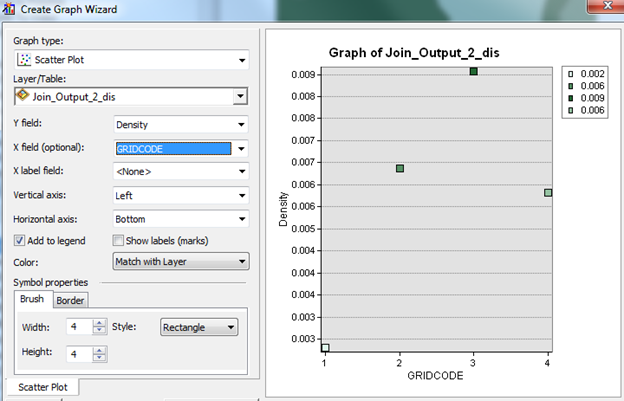 Create Graph Wizard
Graph type:
Scatter Plot
Layer/Table:
Join_Output_2_dis
Y field:
Density
X field (optional):
GRIDCODE
X label field:
<None>
Vertical axis:
Left
Horizontal axis:
Bottom
Add to legend
Show labels (marks)
Color:
Match with Layer
Symbol properties
Brush
Border
Width:
4
Style:
Rectangle
Height:
4
Scatter Plot
Graph of Join_Output_2_dis
0.009
0.009
0.008
0.007
0.007
0.006
0.006
0.005
0.004
0.004
0.003
0.003
Density
1
2
3
4
GRIDCODE
0.002
0.006
0.009
0.006